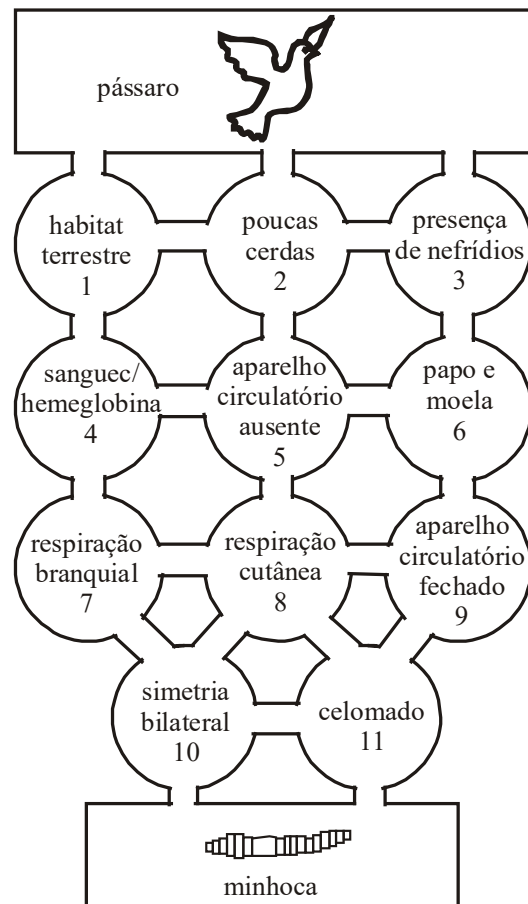 pássaro
habitat
terrestre
1
poucas
cerdas
2
presença
de nefrídios
3
sanguec/
hemeglobina
4
aparelho
circulatório
ausente
5
papo e
moela
6
respiração
branquial
7
respiração
cutânea
8
aparelho
circulatório
fechado
9
simetria
bilateral
10
celomado
11
minhoca